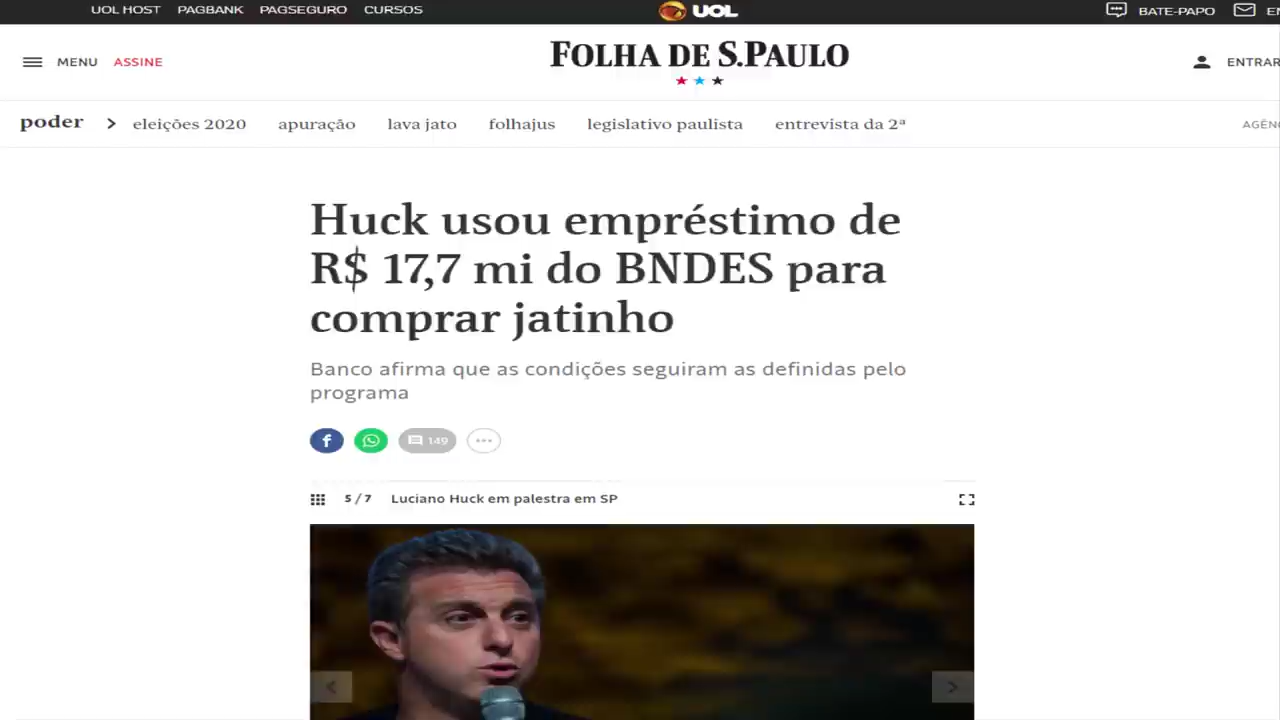 UOL HOST PAGBANK PAGSEGURO CURSOS UOL BATE-PAPO
MENU ASSINE FOLHA DE S.PAULO ENTRAR
poder > eleições 2020 apuração lava jato folhajus legislativo paulista entrevista da 2ª
Huck usou empréstimo de
R$ 17,7 mi do BNDES para
comprar jatinho
Banco afirma que as condições seguiram as definidas pelo
programa
149
5 / 7 Luciano Huck em palestra em SP